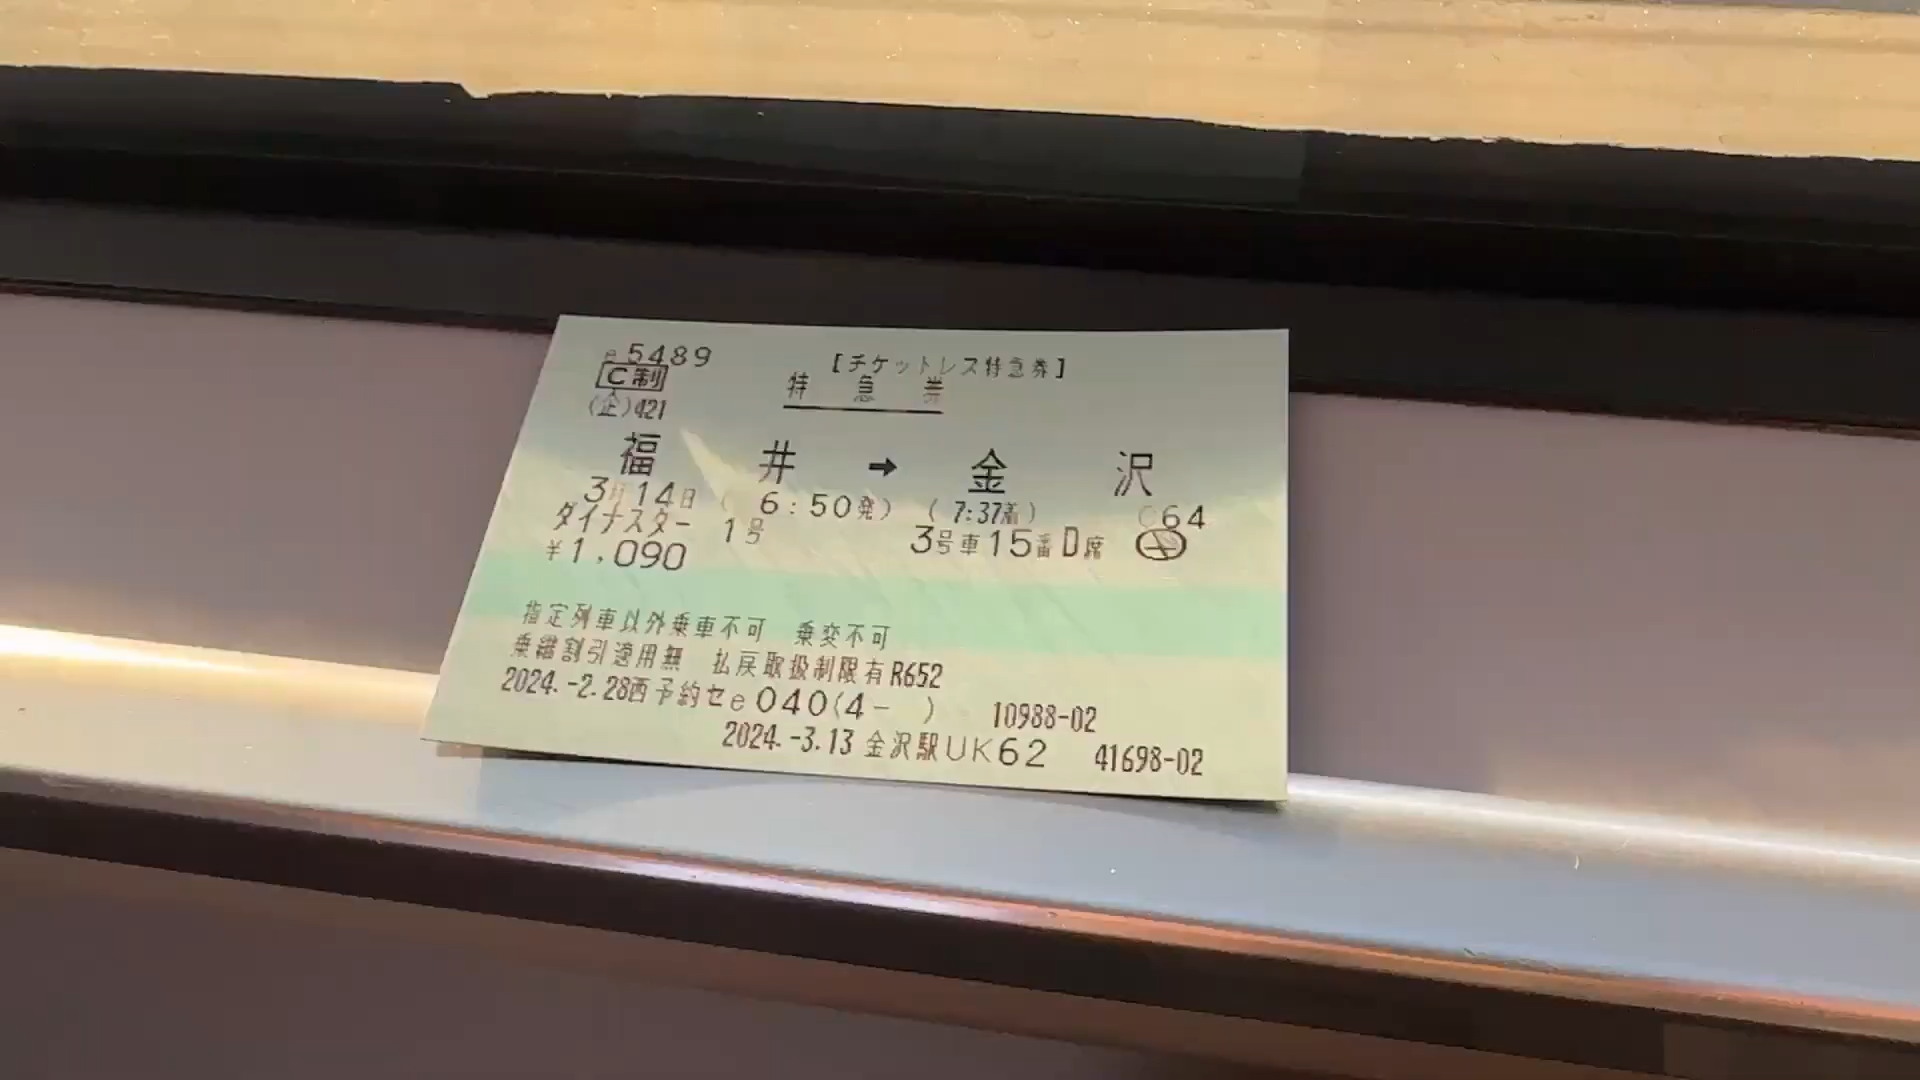 e5489
[チケットレス特急券]
C制
特急券
(企)421
福井➡金沢
3月14日 ( 6:50発) ( 7:37着) C64
ダイナスター 1号 3号車15番D席
¥1,090
指定列車以外乗車不可 乗変不可
乗継割引適用無 払戻取扱制限有R652
2024.-2.28西予約セe040(4- ) 10988-02
2024.-3.13 金沢駅UK62 41698-02